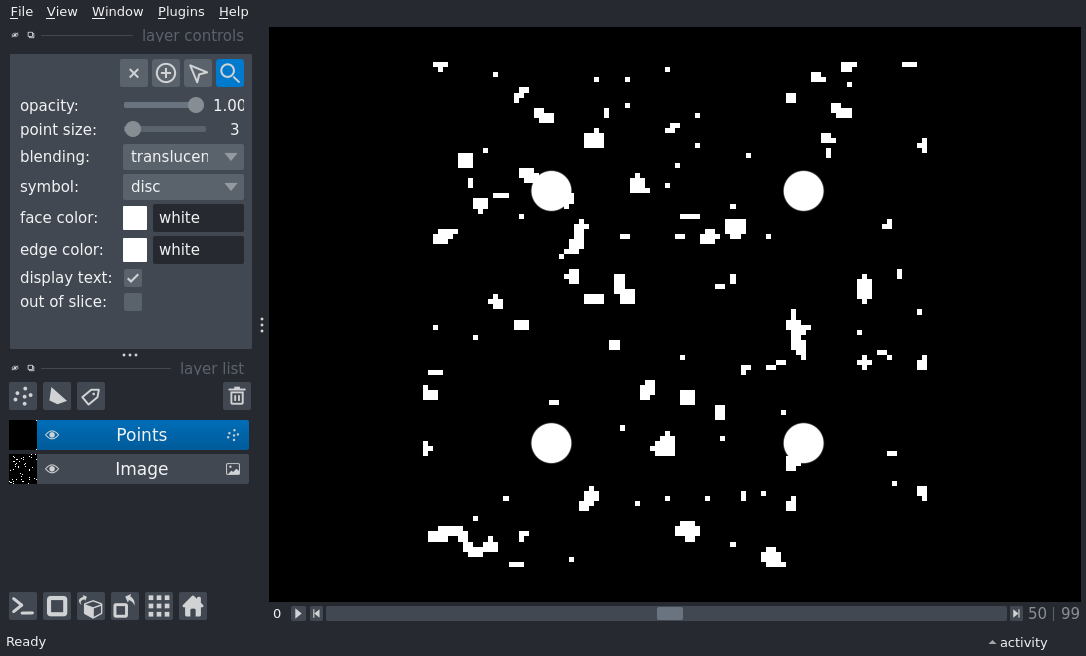 File View Window Plugins Help
layer controls
opacity: 1.00
point size: 3
blending: translucen
symbol: disc
face color: white
edge color: white
display text:
out of slice:
layer list
Points
Image
0 50 | 99
Ready activity